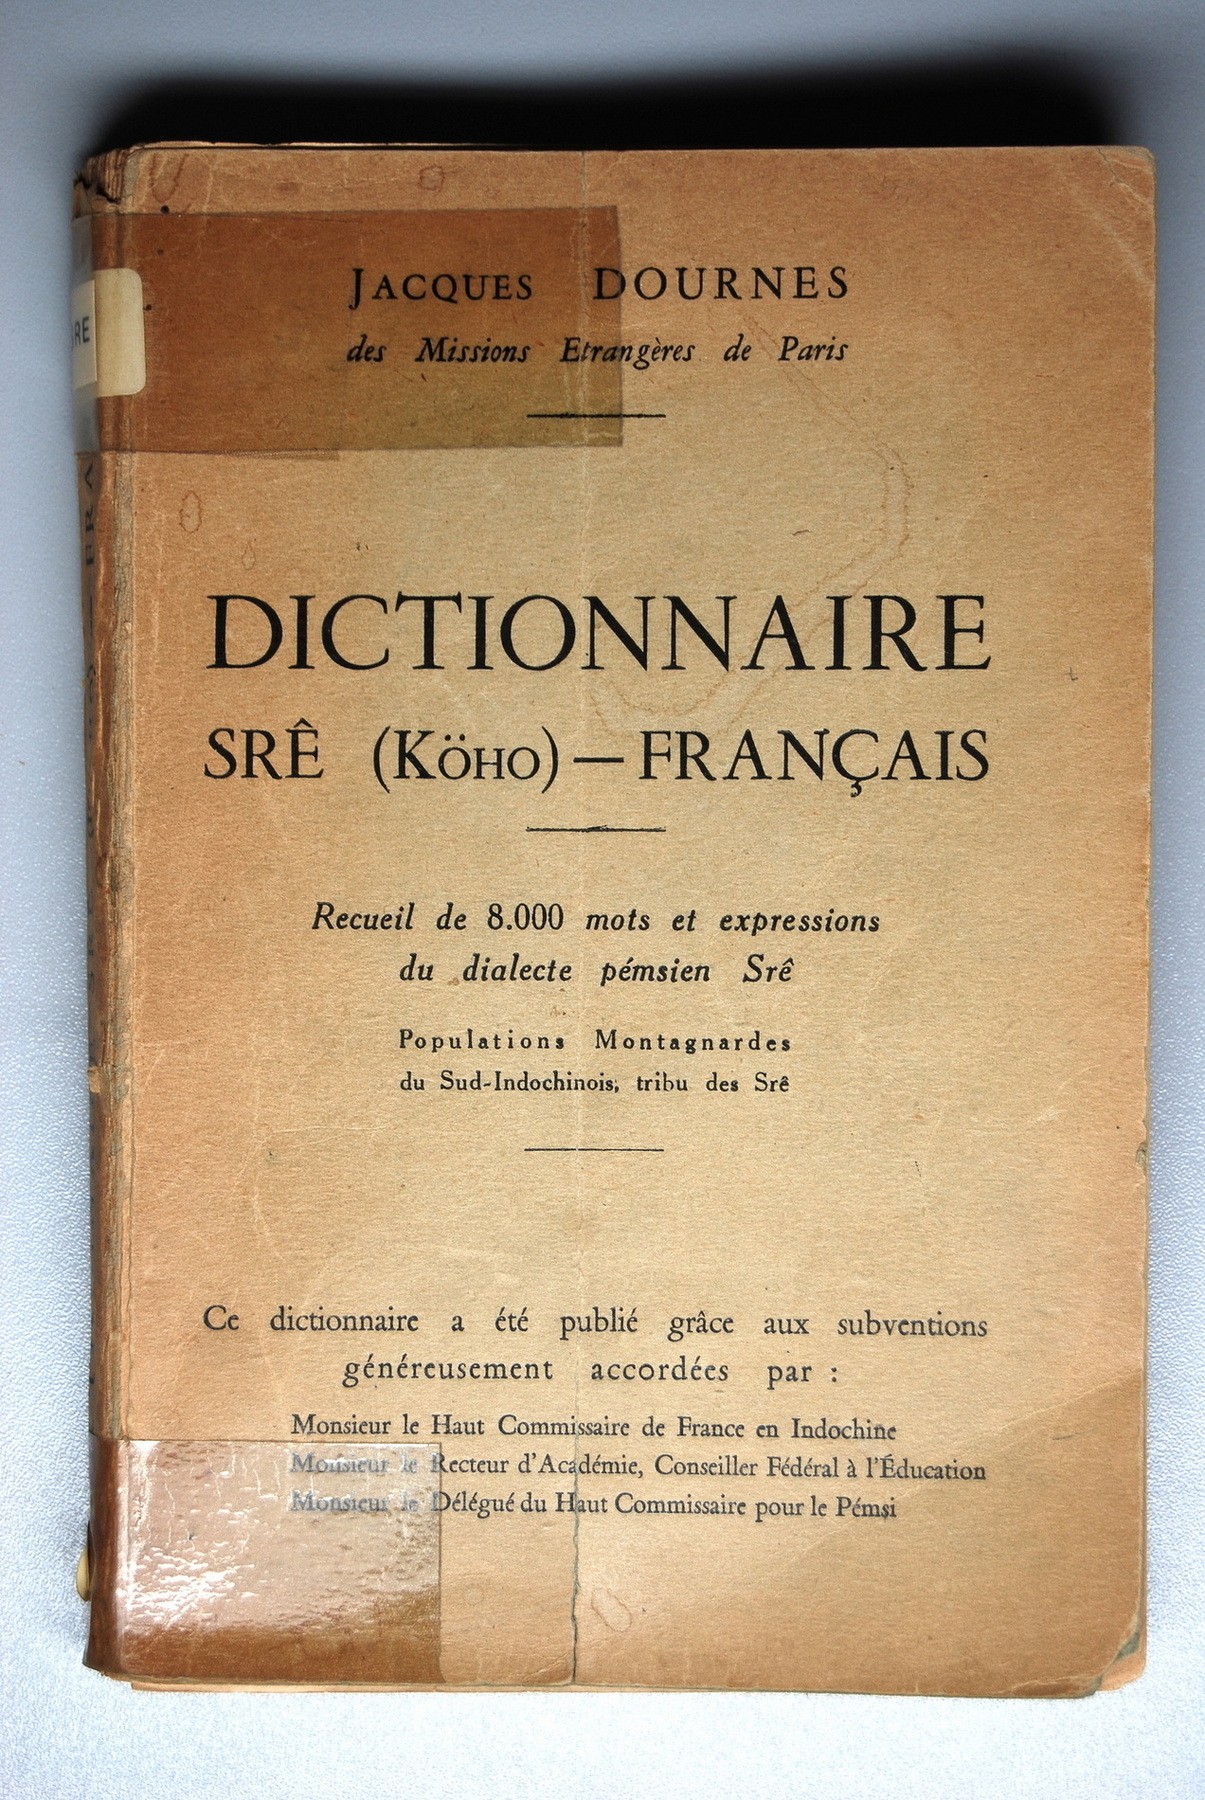 JACQUES DOURNES
des Missions Etrangères de Paris
DICTIONNAIRE
SRÊ (KÖHO) — FRANÇAIS
Recueil de 8.000 mots et expressions
du dialecte pémsien Srê
Populations Montagnardes
du Sud-Indochinois, tribu des Srê
Ce dictionnaire a été publié grâce aux subventions
généreusement accordées par :
Monsieur le Haut Commissaire de France en Indochine
Monsieur le Recteur d'Académie, Conseiller Fédéral à l'Éducation
Monsieur le Délégué du Haut Commissaire pour le Pémsi